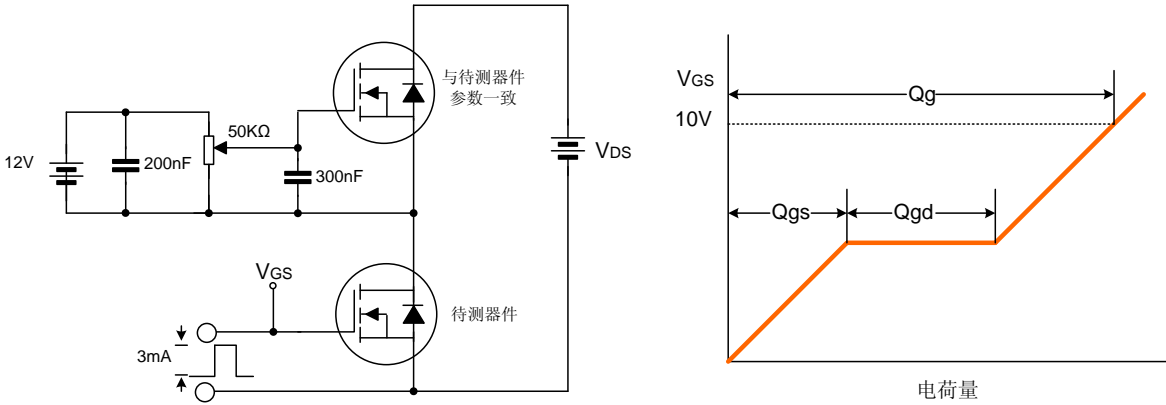 与待测器件
参数一致
12V
200nF
50KΩ
300nF
VDS
VGS
待测器件
3mA
VGS
10V
Qg
Qgs
Qgd
电荷量